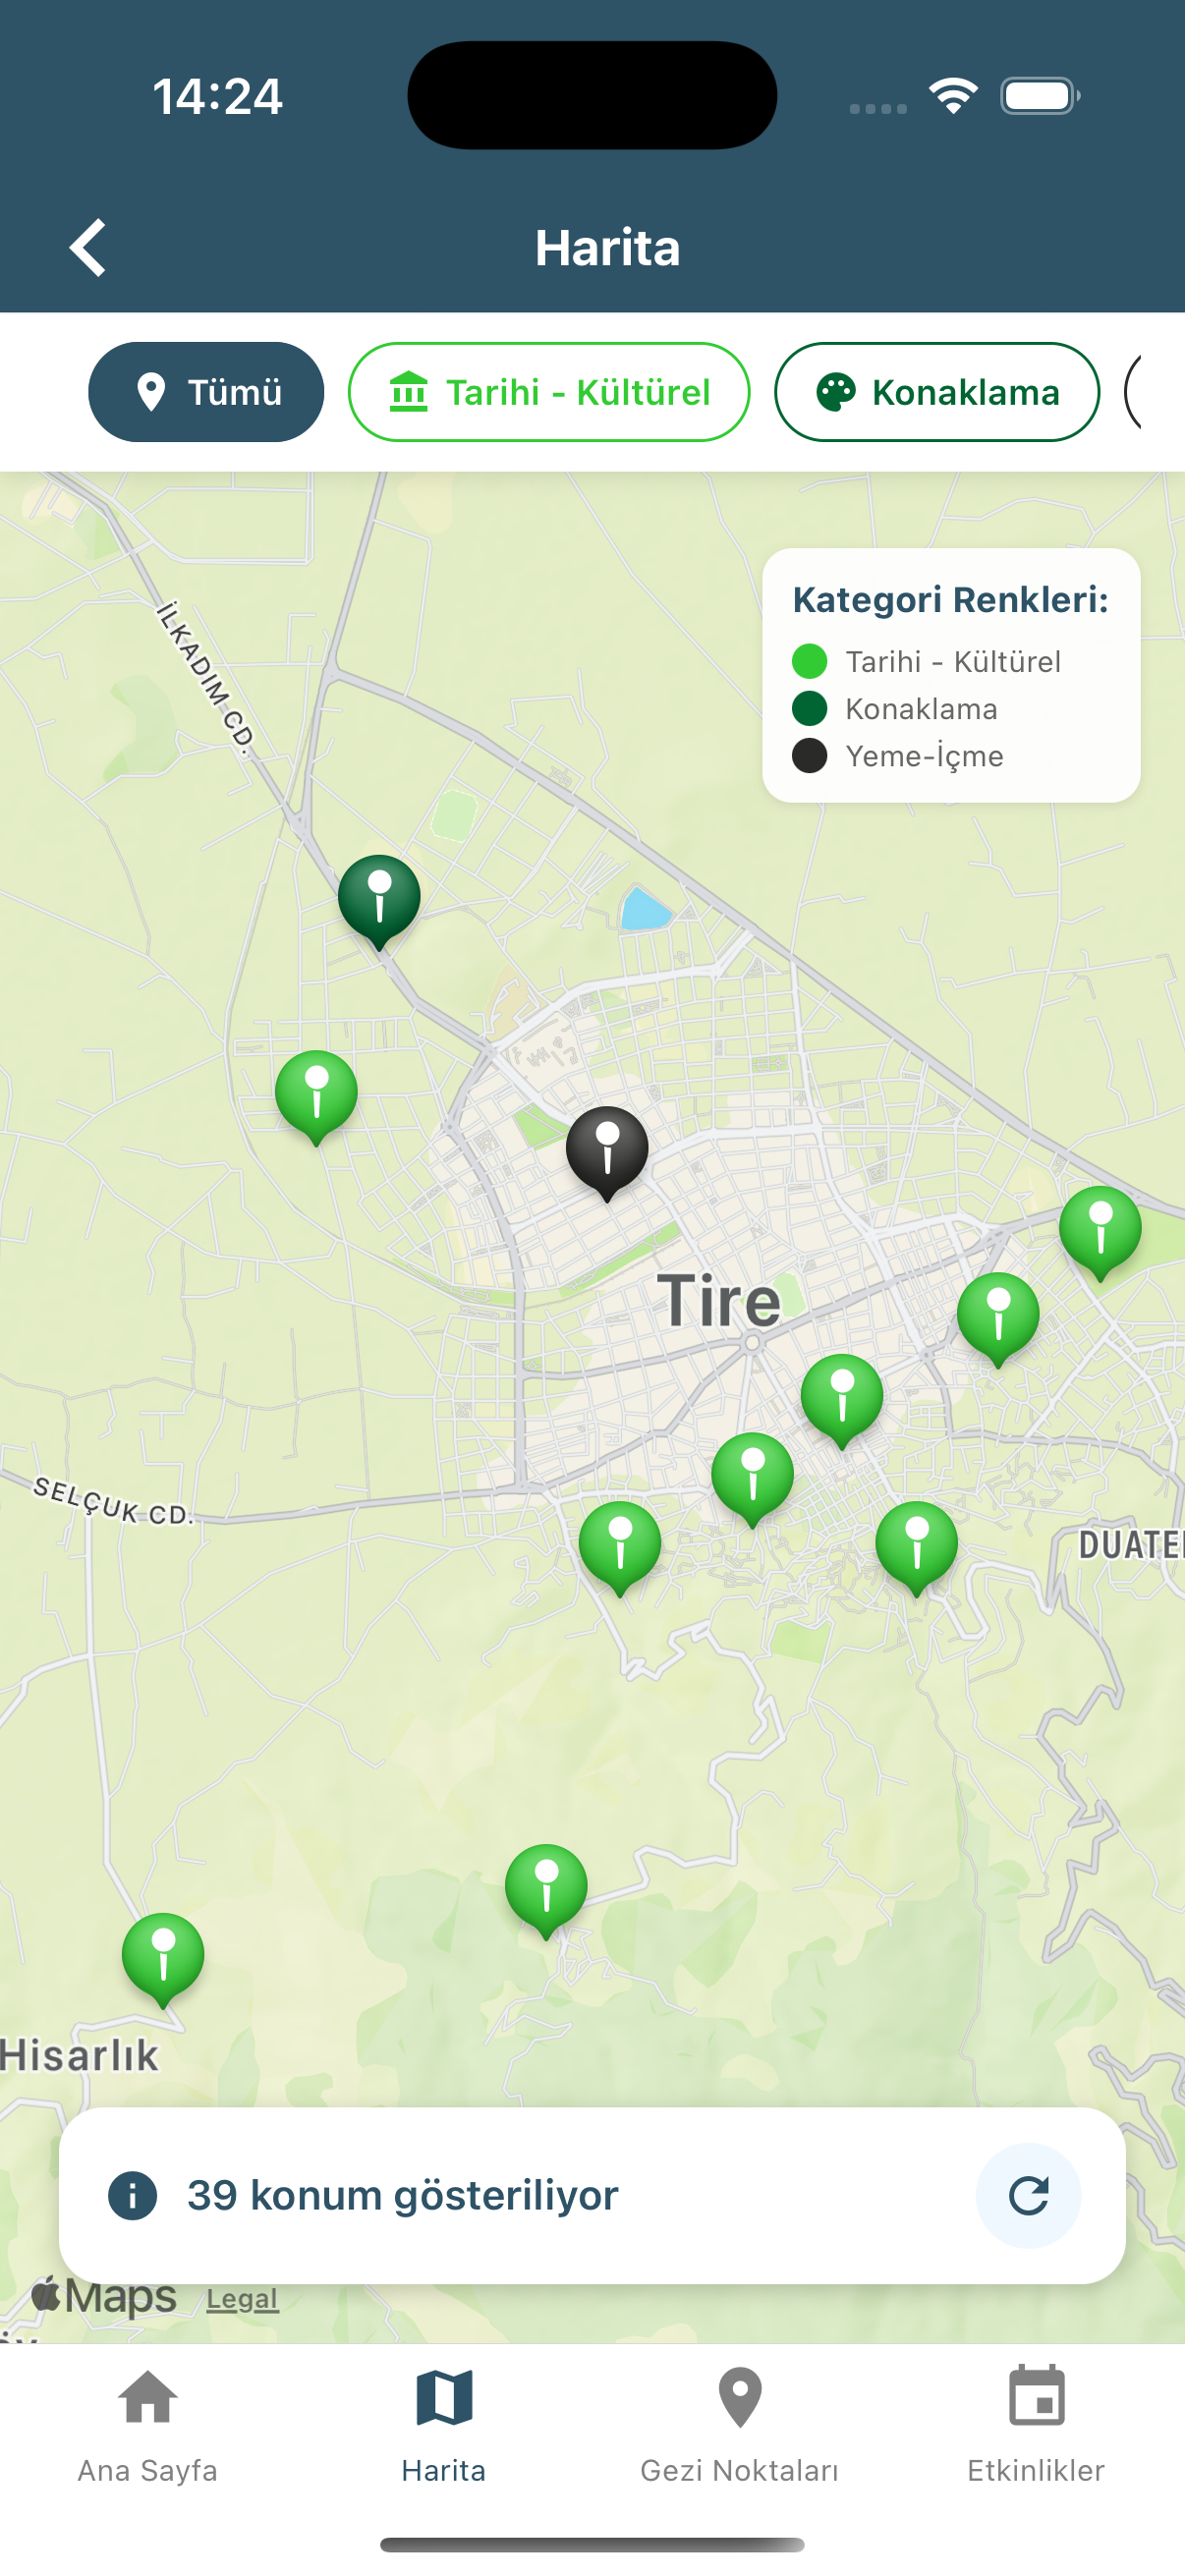 14:24
Harita
Tümü
Tarihi - Kültürel
Konaklama
İLKADIM CD.
Kategori Renkleri:
Tarihi - Kültürel
Konaklama
Yeme-İçme
Tire
SELÇUK CD.
Hisarlık
39 konum gösteriliyor
Maps Legal
Ana Sayfa
Harita
Gezi Noktaları
Etkinlikler